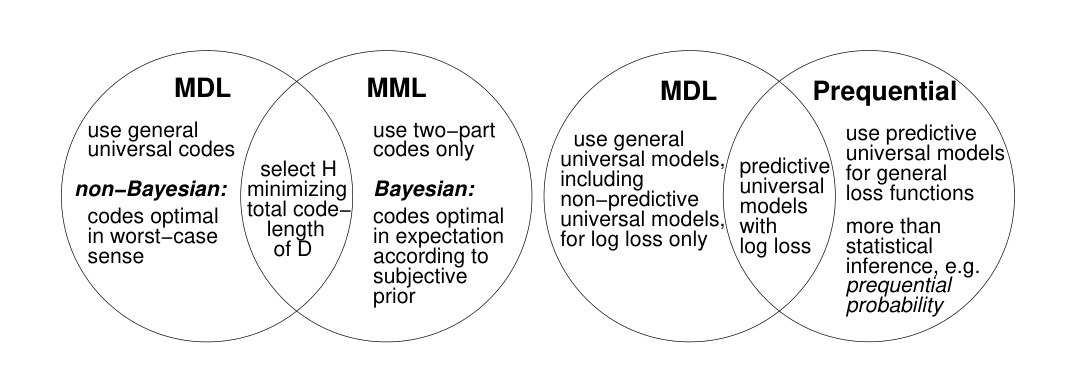 MDL
use general
universal codes
non–Bayesian:
codes optimal
in worst–case
sense
select H
minimizing
total code–
length
of D
MML
use two–part
codes only
Bayesian:
codes optimal
in expectation
according to
subjective
prior
MDL
use general
universal models,
including
non–predictive
universal models,
for log loss only
predictive
universal
models
with
log loss
Prequential
use predictive
universal models
for general
loss functions
more than
statistical
inference, e.g.
prequential
probability